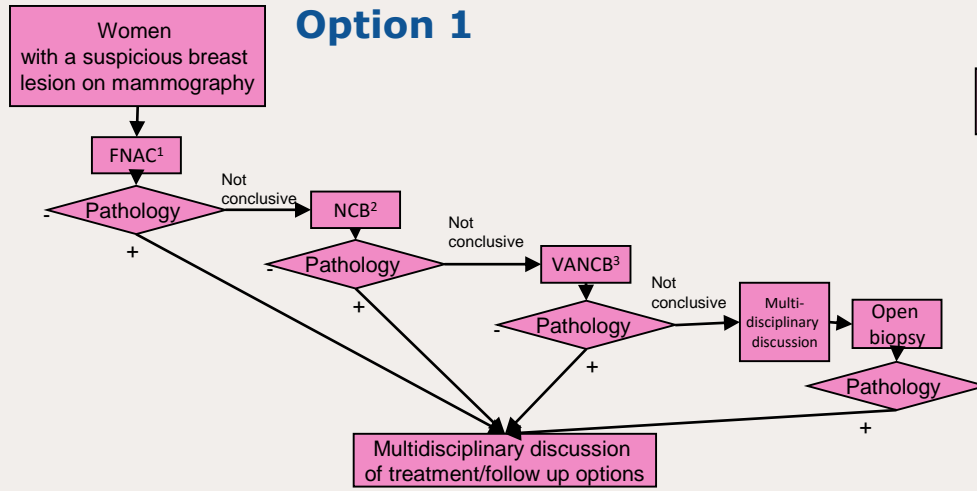 Option 1
Women
with a suspicious breast
lesion on mammography
FNAC¹
Pathology
-
+
Not
conclusive
NCB²
Pathology
-
+
Not
conclusive
VANCB³
Pathology
-
+
Not
conclusive
Multi-
disciplinary
discussion
Open
biopsy
Pathology
+
Multidisciplinary discussion
of treatment/follow up options